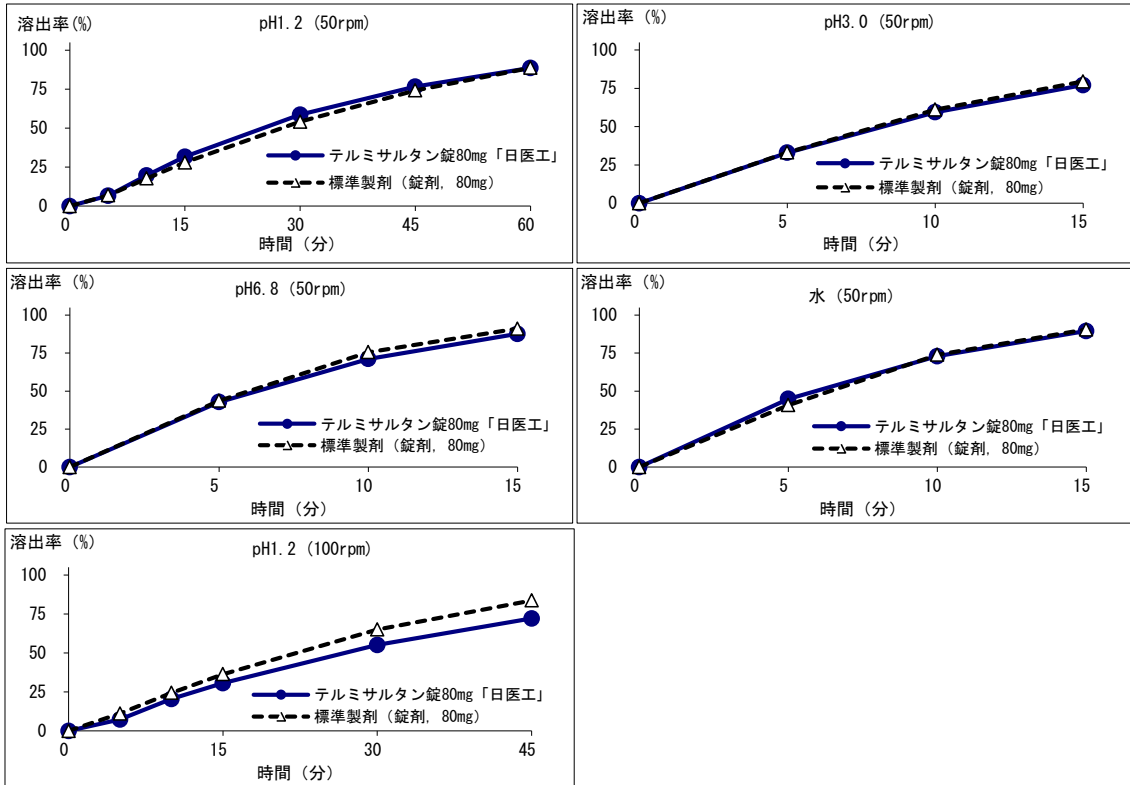 溶出率(%)
pH1.2 (50rpm)
100
75
50
25
0
テルミサルタン錠80mg「日医工」
標準製剤(錠剤, 80mg)
0
15
30
45
60
時間(分)
溶出率(%)
pH3.0 (50rpm)
100
75
50
25
0
テルミサルタン錠80mg「日医工」
標準製剤(錠剤, 80mg)
0
5
10
15
時間(分)
溶出率(%)
pH6.8 (50rpm)
100
75
50
25
0
テルミサルタン錠80mg「日医工」
標準製剤(錠剤, 80mg)
0
5
10
15
時間(分)
溶出率(%)
水(50rpm)
100
75
50
25
0
テルミサルタン錠80mg「日医工」
標準製剤(錠剤, 80mg)
0
5
10
15
時間(分)
溶出率(%)
pH1.2 (100rpm)
100
75
50
25
0
テルミサルタン錠80mg「日医工」
標準製剤(錠剤, 80mg)
0
15
30
45
時間(分)